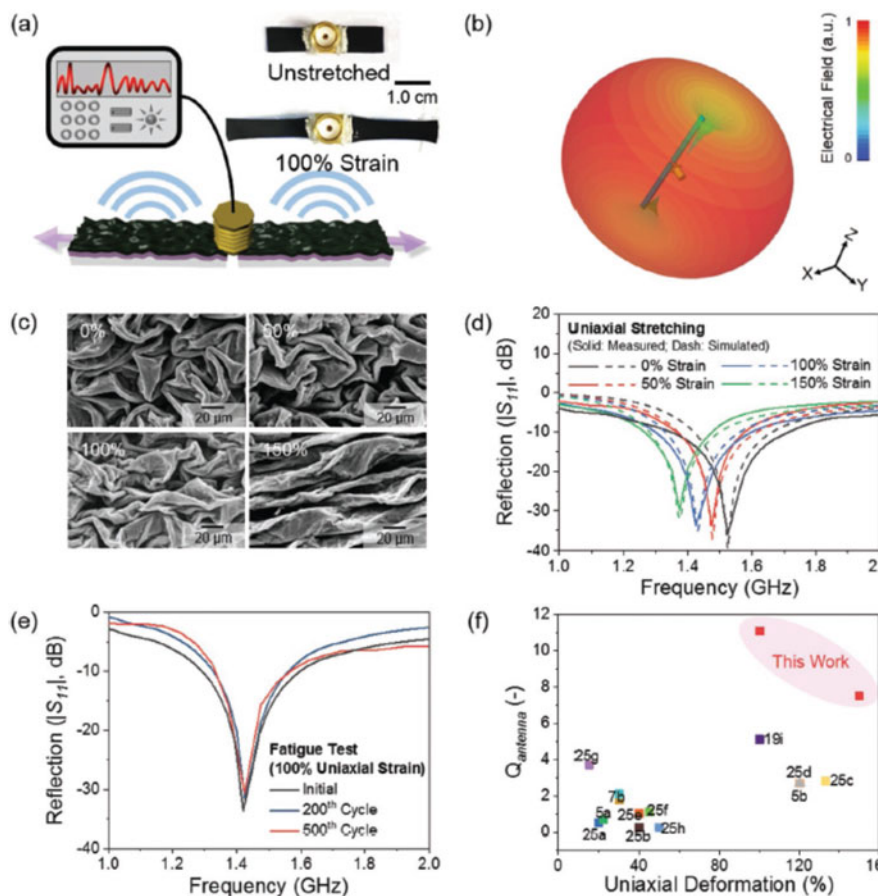 (a)
Unstretched
1.0 cm
100% Strain
(b)
Electrical Field (a.u.)
1
0
X
Y
Z
(c)
0%
50%
20 µm
20 µm
100%
150%
20 µm
20 µm
(d)
Uniaxial Stretching
(Solid: Measured; Dash: Simulated)
0% Strain
100% Strain
50% Strain
150% Strain
Reflection (|S11|, dB)
20
10
0
-10
-20
-30
-40
1.0
1.2
1.4
1.6
1.8
2.0
Frequency (GHz)
(e)
Reflection (|S11|, dB)
0
-10
-20
-30
-40
Fatigue Test
(100% Uniaxial Strain)
Initial
200th Cycle
500th Cycle
1.0
1.2
1.4
1.6
1.8
2.0
Frequency (GHz)
(f)
Qantenna (-)
12
10
8
6
4
2
0
This Work
19i
25g
25d
25c
5b
7b
5a
25e
25f
25a
25b
25h
0
40
80
120
160
Uniaxial Deformation (%)